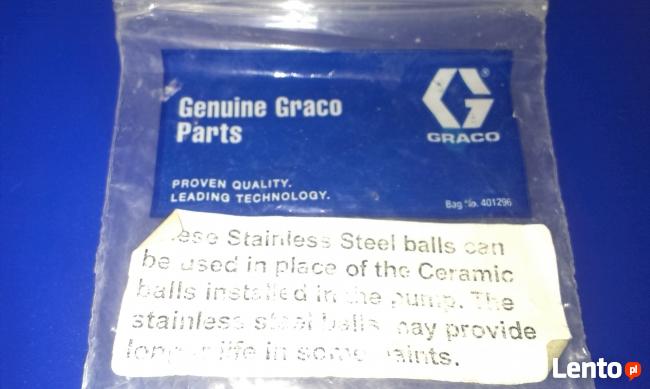 Genuine Graco
Parts
GRACO
PROVEN QUALITY.
LEADING TECHNOLOGY.
Bag No. 401296
Stainless Steel balls can
be used in place of the Ceramic
balls installed in the pump. The
stainless steel balls may provide
longer life in some paints.
Lento pl